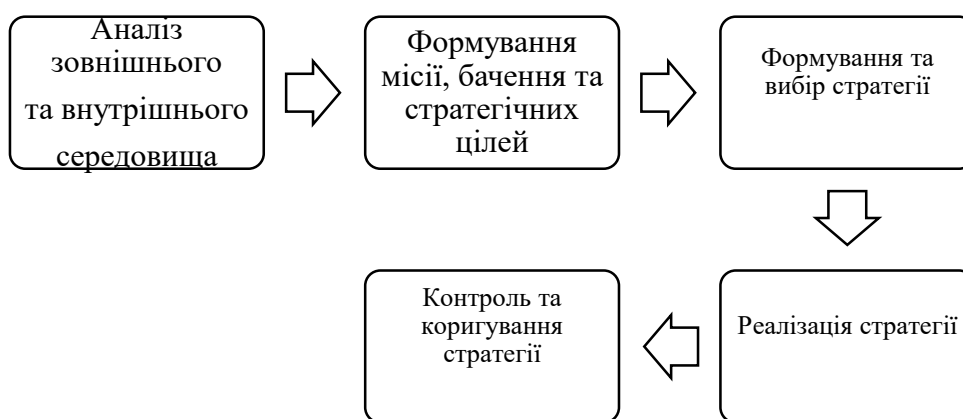 Аналіз
зовнішнього
та внутрішнього
середовища
Формування
місії, бачення та
стратегічних
цілей
Формування та
вибір стратегії
Реалізація стратегії
Контроль та
коригування
стратегії